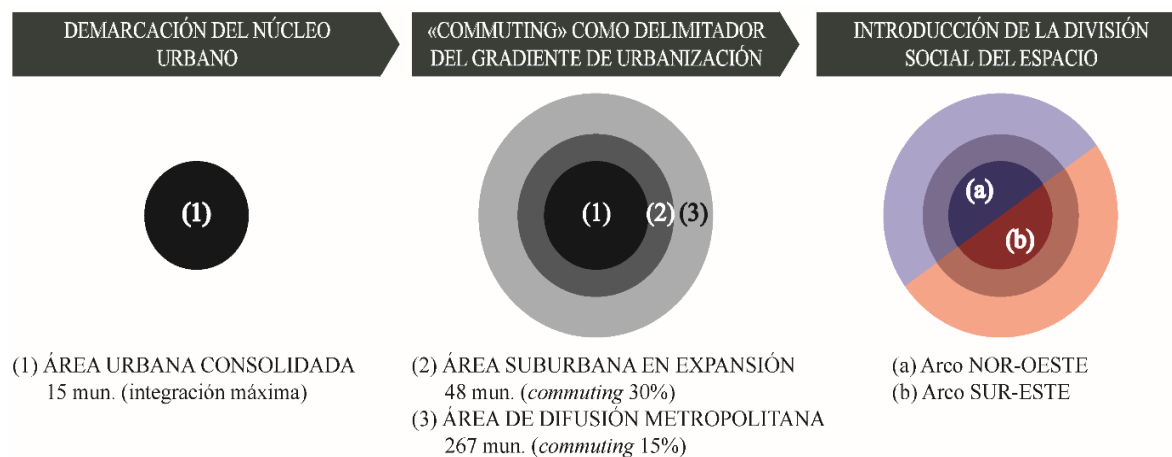 DEMARCACIÓN DEL NÚCLEO
URBANO
«COMMUTING» COMO DELIMITADOR
DEL GRADIENTE DE URBANIZACIÓN
INTRODUCCIÓN DE LA DIVISIÓN
SOCIAL DEL ESPACIO
(1)
(1)
(2)
(3)
(a)
(b)
(1) ÁREA URBANA CONSOLIDADA
15 mun. (integración máxima)
(2) ÁREA SUBURBANA EN EXPANSIÓN
48 mun. (commuting 30%)
(3) ÁREA DE DIFUSIÓN METROPOLITANA
267 mun. (commuting 15%)
(a) Arco NOR-OESTE
(b) Arco SUR-ESTE